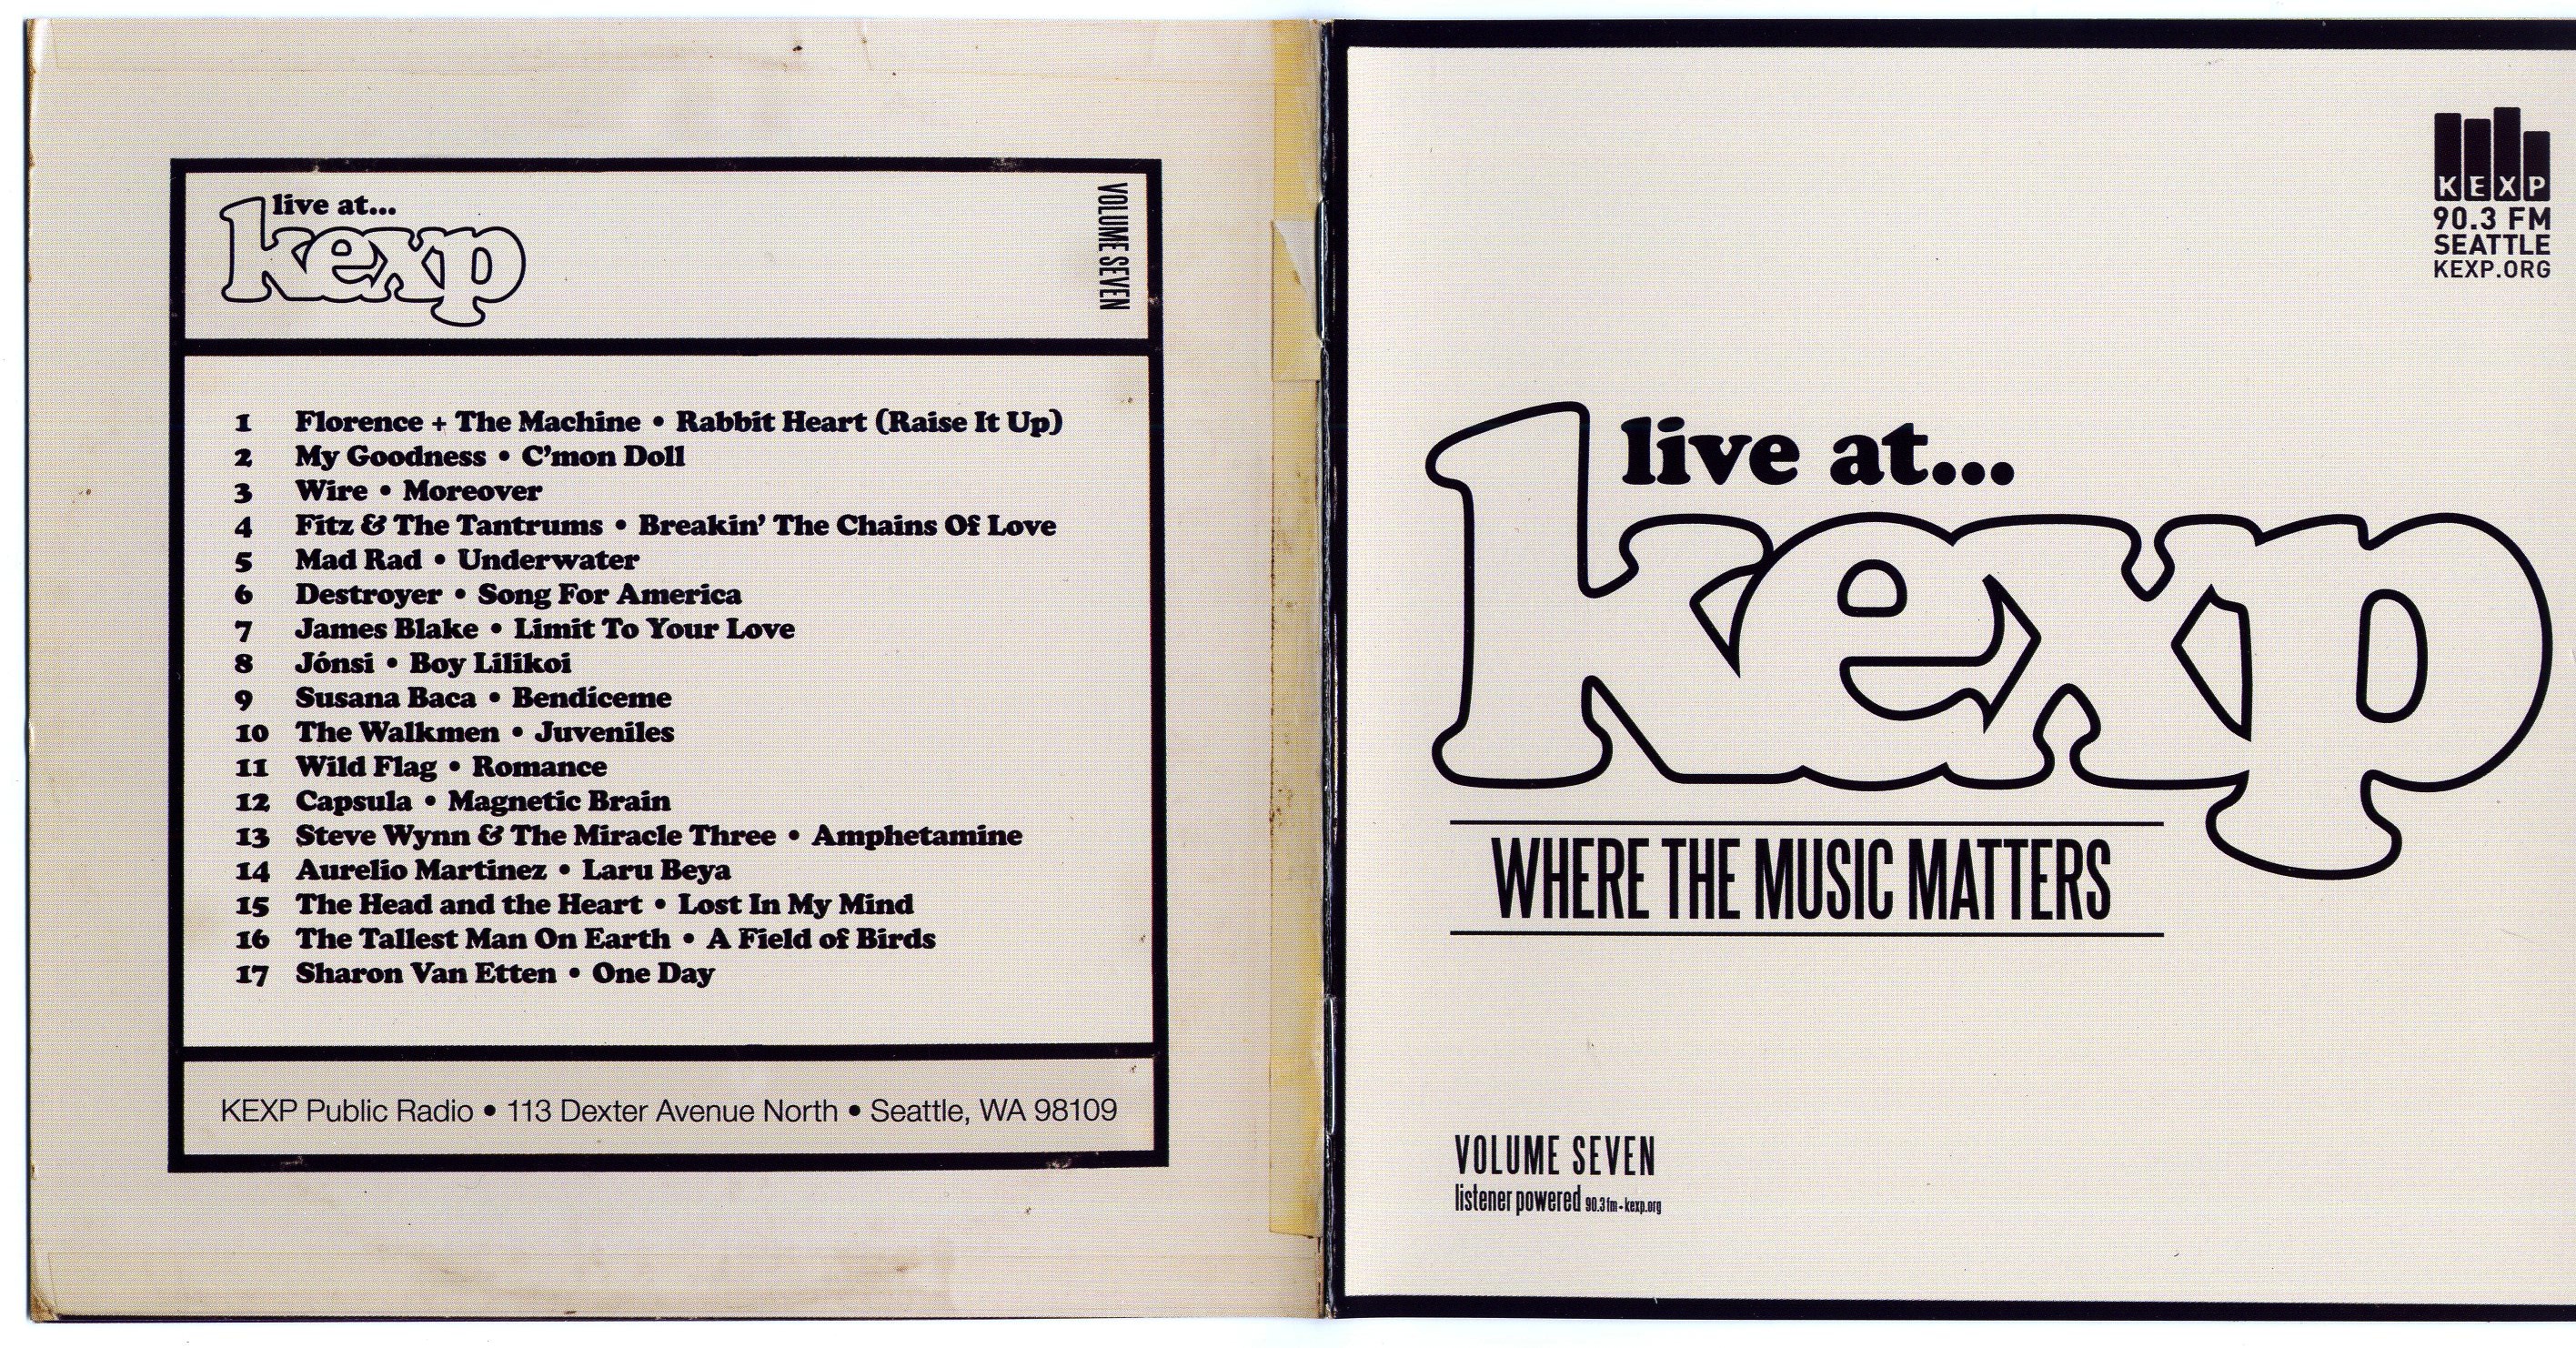 live at...
kexp
VOLUME SEVEN
1 Florence + The Machine • Rabbit Heart (Raise It Up)
2 My Goodness • C’mon Doll
3 Wire • Moreover
4 Fitz & The Tantrums • Breakin’ The Chains Of Love
5 Mad Rad • Underwater
6 Destroyer • Song For America
7 James Blake • Limit To Your Love
8 Jónsi • Boy Lilikoi
9 Susana Baca • Bendíceme
10 The Walkmen • Juveniles
11 Wild Flag • Romance
12 Capsula • Magnetic Brain
13 Steve Wynn & The Miracle Three • Amphetamine
14 Aurelio Martinez • Laru Beya
15 The Head and the Heart • Lost In My Mind
16 The Tallest Man On Earth • A Field of Birds
17 Sharon Van Etten • One Day
KEXP Public Radio • 113 Dexter Avenue North • Seattle, WA 98109
KEXP
90.3 FM
SEATTLE
KEXP.ORG
live at...
kexp
WHERE THE MUSIC MATTERS
VOLUME SEVEN
listener powered 90.3 fm • kexp.org